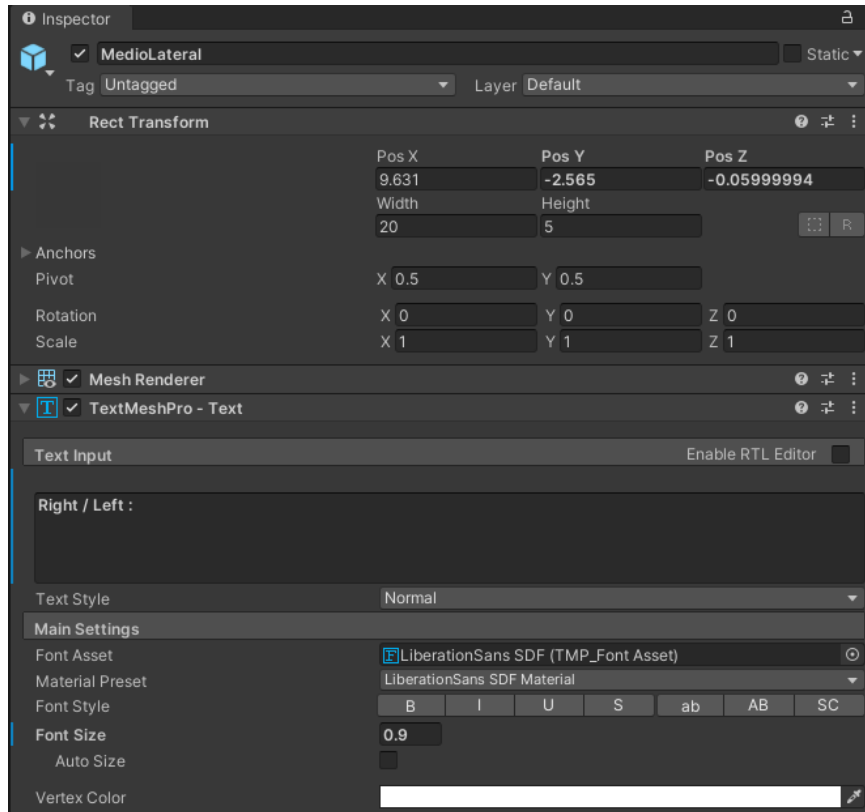 Inspector
MedioLateral Static
Tag Untagged Layer Default
Rect Transform
Pos X Pos Y Pos Z
9.631 -2.565 -0.05999994
Width Height
20 5 R
Anchors
Pivot X 0.5 Y 0.5
Rotation X 0 Y 0 Z 0
Scale X 1 Y 1 Z 1
Mesh Renderer
T TextMeshPro - Text
Text Input Enable RTL Editor
Right / Left :
Text Style Normal
Main Settings
Font Asset F LiberationSans SDF (TMP_Font Asset)
Material Preset LiberationSans SDF Material
Font Style B I U S ab AB SC
Font Size 0.9
Auto Size
Vertex Color